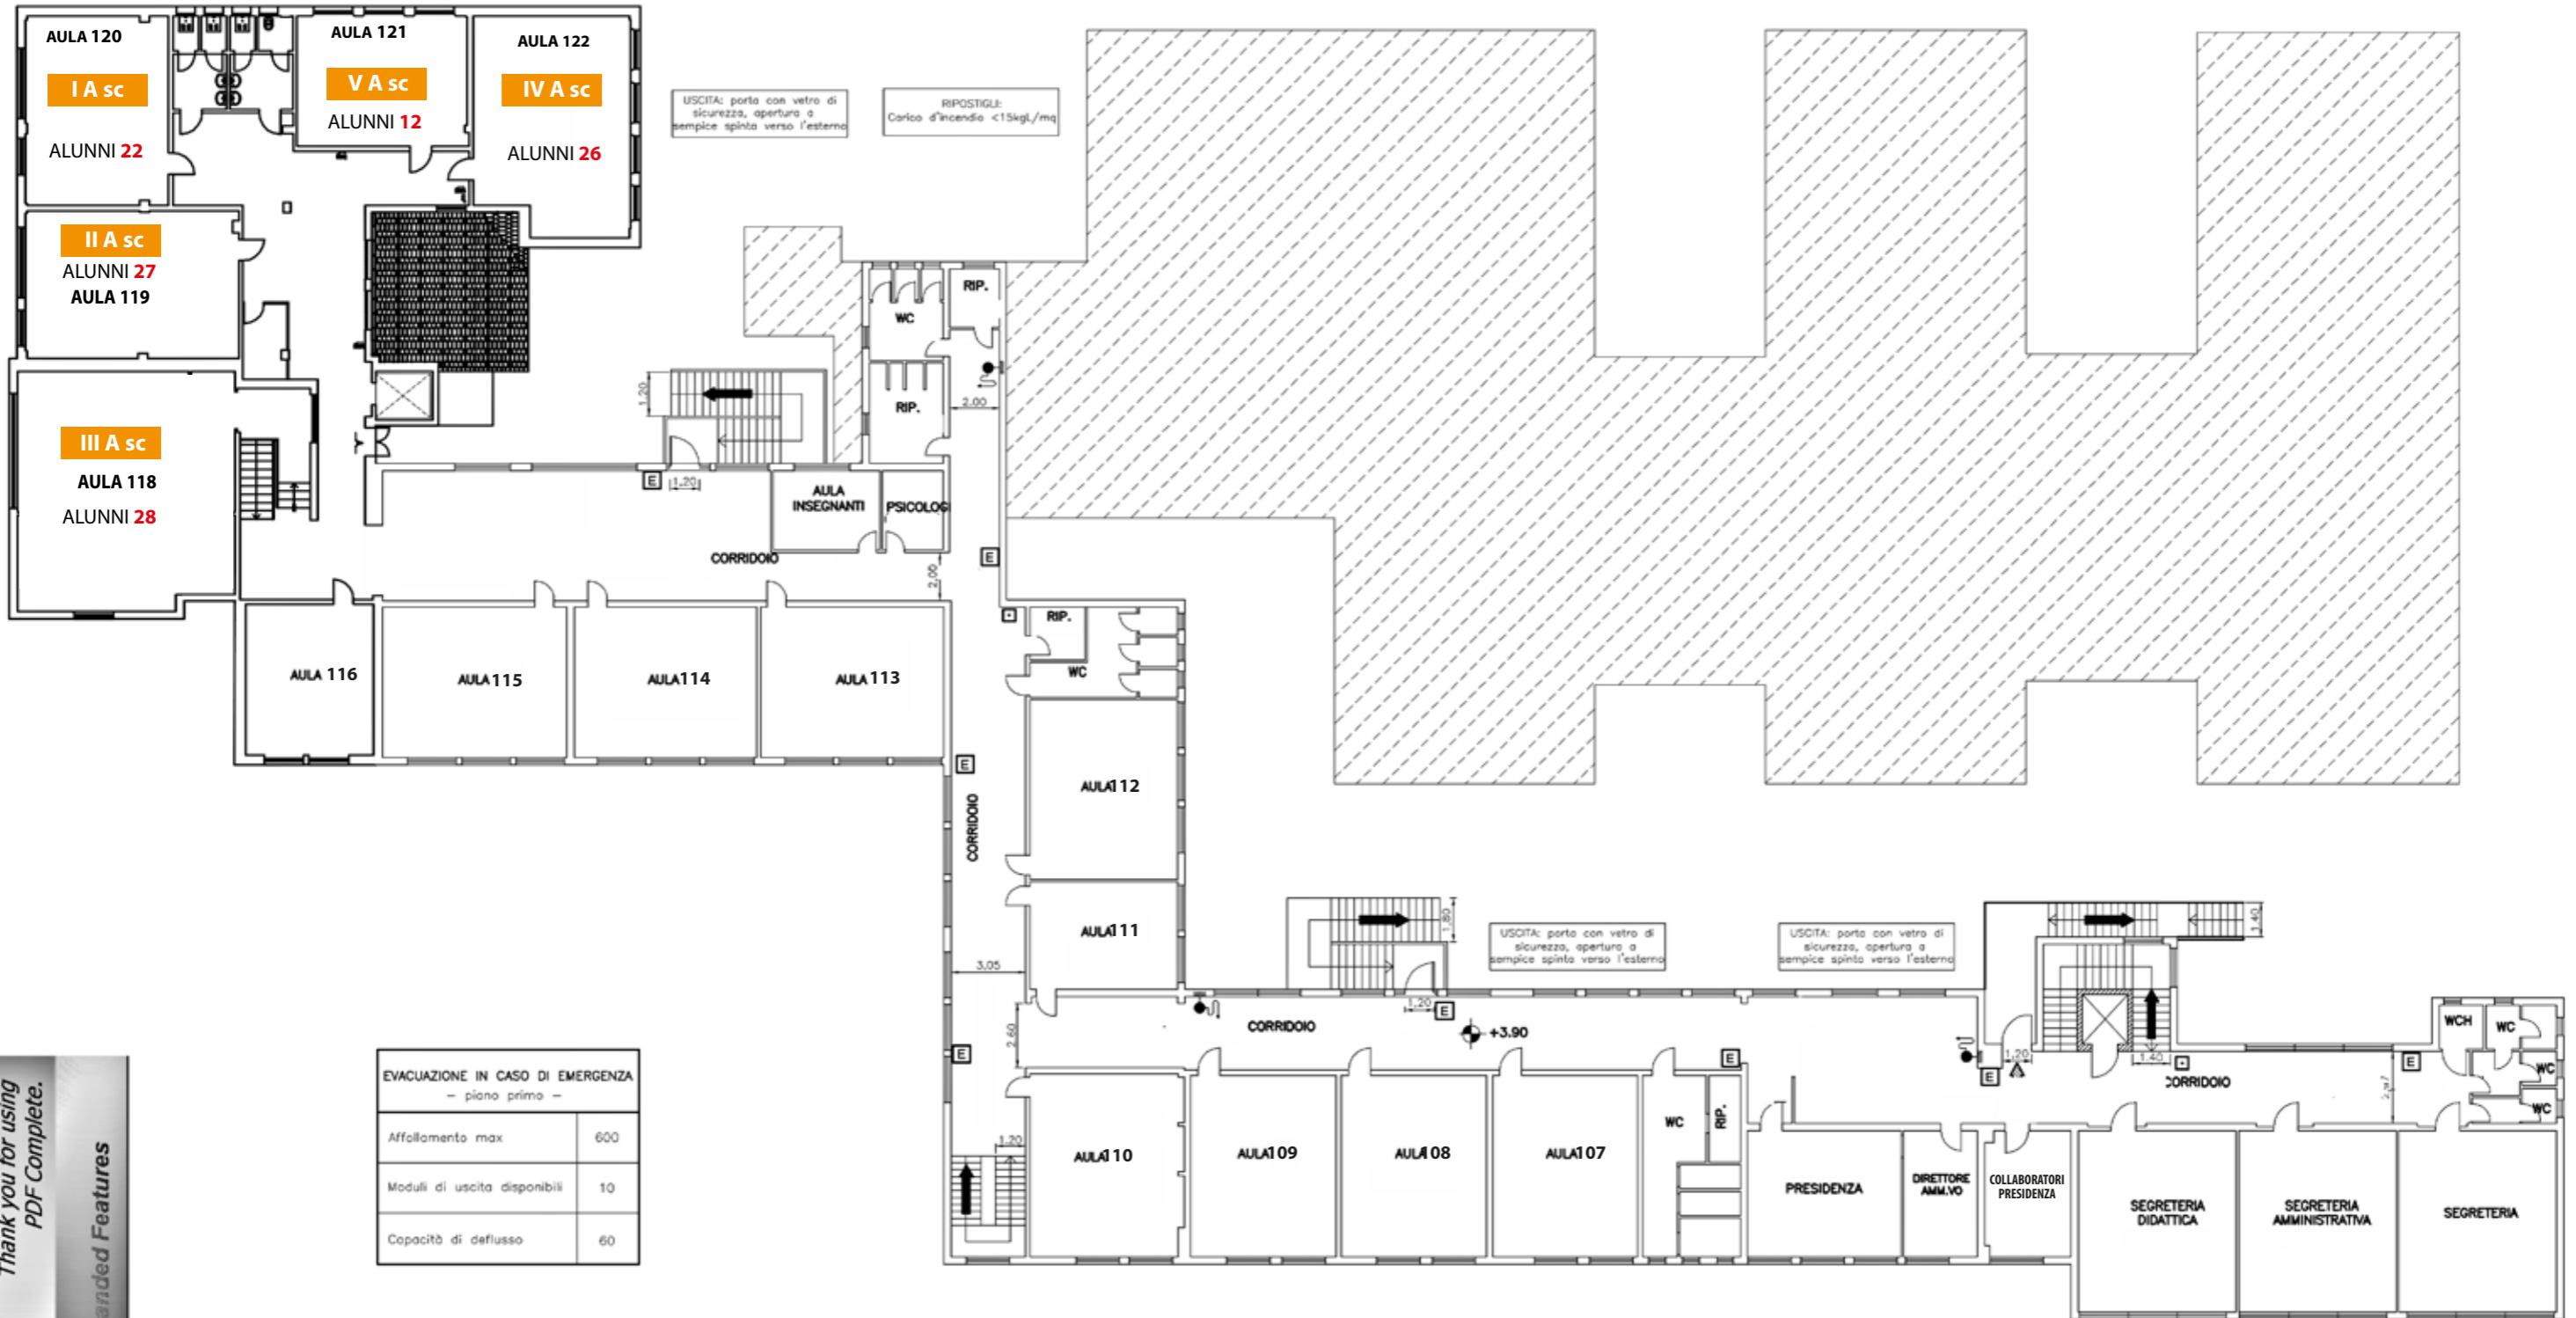 AULA 120
I A sc
ALUNNI 22
AULA 121
V A sc
ALUNNI 12
AULA 122
IV A sc
ALUNNI 26
II A sc
ALUNNI 27
AULA 119
III A sc
AULA 118
ALUNNI 28
USCITA: porta con vetro di
sicurezza, apertura a
sempice spinta verso l'esterno
RIPOSTIGLI:
Carico d'incendio <15kgL/mq
WC
RIP.
RIP.
2.00
1.20
E
1.20
AULA
INSEGNANTI
PSICOLOG
CORRIDOIO
2.00
E
AULA 116
AULA 115
AULA 114
AULA 113
RIP.
WC
E
CORRIDOIO
AULA 112
AULA 111
3.05
2.60
E
1.20
AULA 110
1.80
USCITA: porta con vetro di
sicurezza, apertura a
sempice spinta verso l'esterno
USCITA: porta con vetro di
sicurezza, apertura a
sempice spinta verso l'esterno
1.40
1.20
E
CORRIDOIO
+3.90
E
AULA 109
AULA 108
AULA 107
WC
RIP.
E
1.20
1.40
CORRIDOIO
E
WCH
WC
WC
WC
PRESIDENZA
DIRETTORE
AMM.VO
COLLABORATORI
PRESIDENZA
SEGRETERIA
DIDATTICA
SEGRETERIA
AMMINISTRATIVA
SEGRETERIA
EVACUAZIONE IN CASO DI EMERGENZA
– piano primo –
Affollamento max 600
Moduli di uscita disponibili 10
Capacità di deflusso 60
Thank you for using
PDF Complete.
Features